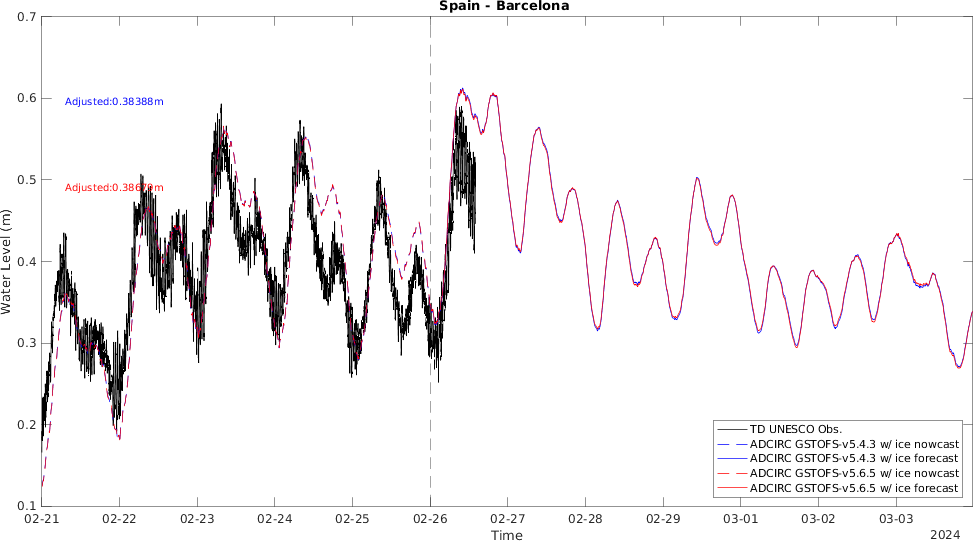 Spain - Barcelona
0.7
0.6
0.5
0.4
0.3
0.2
0.1
Water Level (m)
Adjusted:0.38388m
Adjusted:0.38679m
TD UNESCO Obs.
ADCIRC GSTOFS-v5.4.3 w/ ice nowcast
ADCIRC GSTOFS-v5.4.3 w/ ice forecast
ADCIRC GSTOFS-v5.6.5 w/ ice nowcast
ADCIRC GSTOFS-v5.6.5 w/ ice forecast
02-21 02-22 02-23 02-24 02-25 02-26 02-27 02-28 02-29 03-01 03-02 03-03
Time
2024